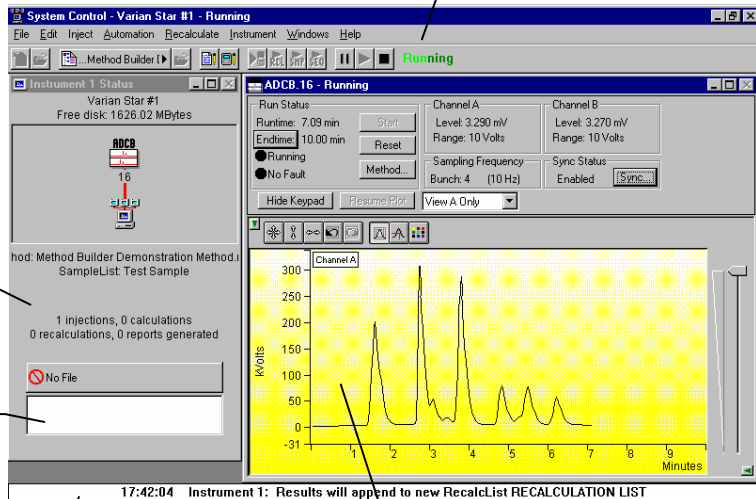 System Control - Varian Star #1 - Running
File Edit Inject Automation Recalculate Instrument Windows Help
...Method Builder D RCL SMP SEQ Running
Instrument 1 Status
Varian Star #1
Free disk: 1626.02 MBytes
ADCB
16
hod: Method Builder Demonstration Method.
SampleList: Test Sample
1 injections, 0 calculations
0 recalculations, 0 reports generated
No File
ADCB.16 - Running
Run Status
Runtime: 7.09 min Start
Endtime: 10.00 min Reset
Running
No Fault Method...
Channel A
Level: 3.290 mV
Range: 10 Volts
Channel B
Level: 3.270 mV
Range: 10 Volts
Sampling Frequency
Bunch: 4 (10 Hz)
Sync Status
Enabled Sync...
Hide Keypad Resume Plot View A Only
Channel A
kVolts
300
250
200
150
100
50
0
-31
1 2 3 4 5 6 7 8 9
Minutes
17:42:04 Instrument 1: Results will append to new RecalcList RECALCULATION LIST